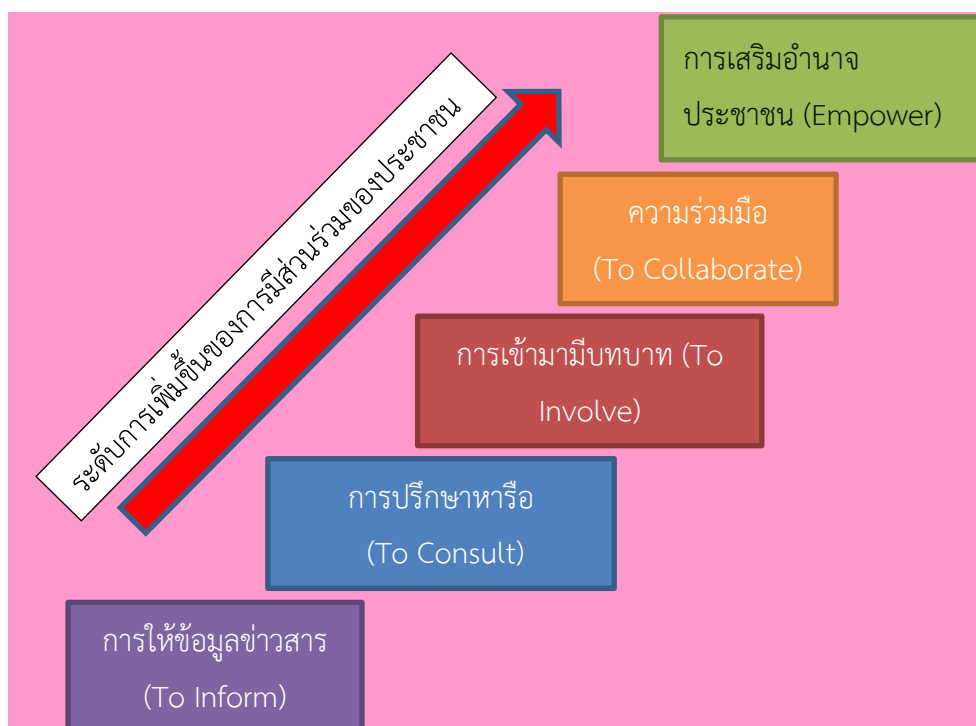 การเสริมอำนาจ
ประชาชน (Empower)
ระดับการเพิ่มขึ้นของการมีส่วนร่วมของประชาชน
ความร่วมมือ
(To Collaborate)
การเข้ามามีบทบาท (To
Involve)
การปรึกษาหารือ
(To Consult)
การให้ข้อมูลข่าวสาร
(To Inform)